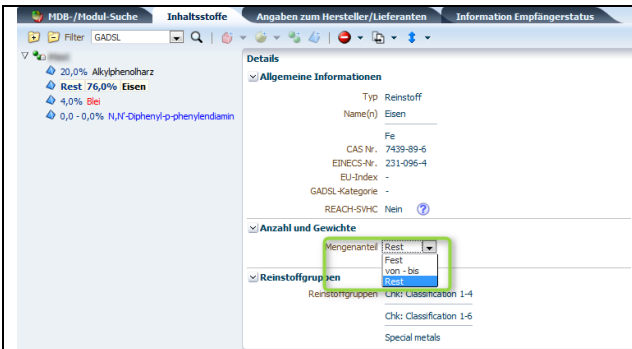 MDB-/Modul-Suche Inhaltsstoffe Angaben zum Hersteller/Lieferanten Information Empfängerstatus
Filter GADSL
20,0% Alkylphenolharz
Rest 76,0% Eisen
4,0% Blei
0,0 - 0,0% N,N'-Diphenyl-p-phenylendiamin
Details
Allgemeine Informationen
Typ Reinstoff
Name(n) Eisen
Fe
CAS Nr. 7439-89-6
EINECS-Nr. 231-096-4
EU-Index -
GADSL-Kategorie -
REACH-SVHC Nein ?
Anzahl und Gewichte
Mengenanteil Rest
Fest
von - bis
Rest
Reinstoffgruppen
Reinstoffgruppen Chk: Classification 1-4
Chk: Classification 1-6
Special metals